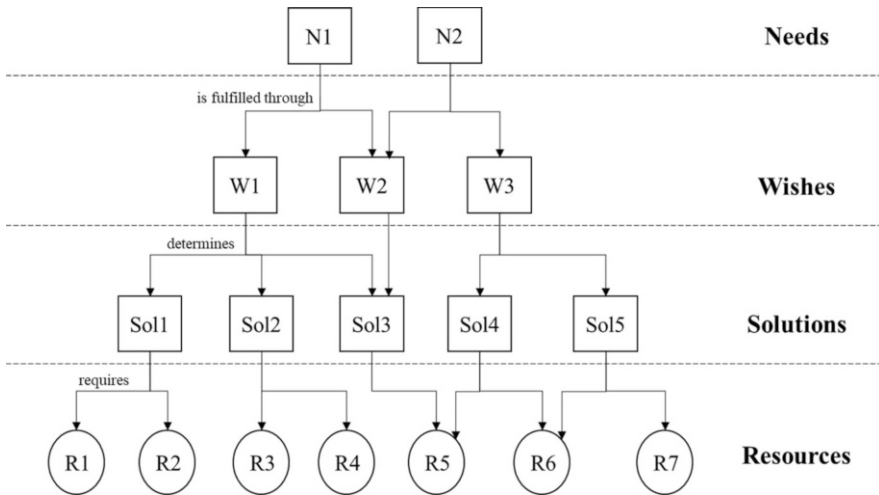 N1 N2 Needs
is fulfilled through
W1 W2 W3 Wishes
determines
Sol1 Sol2 Sol3 Sol4 Sol5 Solutions
requires
R1 R2 R3 R4 R5 R6 R7 Resources